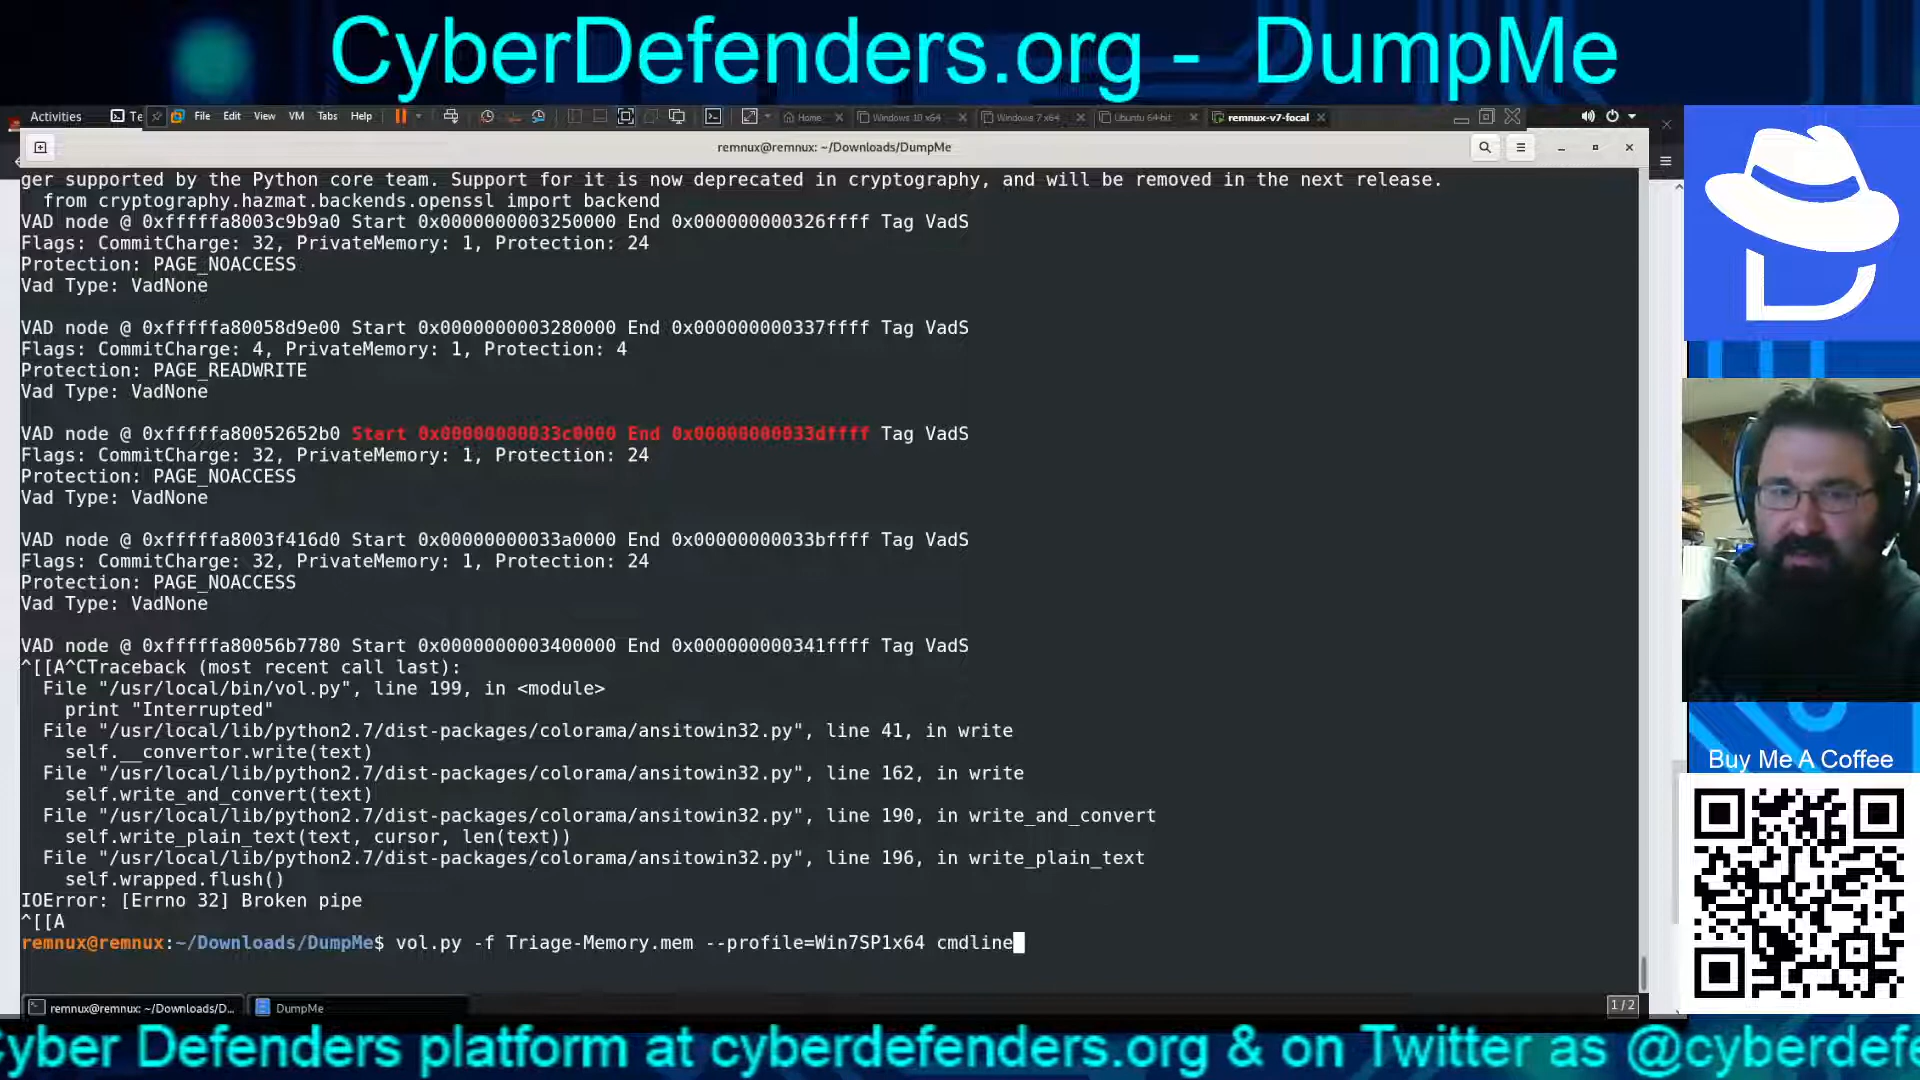 CyberDefenders.org - DumpMe
Activities
Te
File Edit View VM Tabs Help
Home
Windows 10 x64
Windows 7 x64
Ubuntu 64-bit
remnux-v7-focal
remnux@remnux: ~/Downloads/DumpMe
ger supported by the Python core team. Support for it is now deprecated in cryptography, and will be removed in the next release.
from cryptography.hazmat.backends.openssl import backend
VAD node @ 0xfffffa8003c9b9a0 Start 0x0000000003250000 End 0x000000000326ffff Tag VadS
Flags: CommitCharge: 32, PrivateMemory: 1, Protection: 24
Protection: PAGE_NOACCESS
Vad Type: VadNone
VAD node @ 0xfffffa80058d9e00 Start 0x0000000003280000 End 0x000000000337ffff Tag VadS
Flags: CommitCharge: 4, PrivateMemory: 1, Protection: 4
Protection: PAGE_READWRITE
Vad Type: VadNone
VAD node @ 0xfffffa80052652b0 Start 0x00000000033c0000 End 0x00000000033dffff Tag VadS
Flags: CommitCharge: 32, PrivateMemory: 1, Protection: 24
Protection: PAGE_NOACCESS
Vad Type: VadNone
VAD node @ 0xfffffa8003f416d0 Start 0x00000000033a0000 End 0x00000000033bffff Tag VadS
Flags: CommitCharge: 32, PrivateMemory: 1, Protection: 24
Protection: PAGE_NOACCESS
Vad Type: VadNone
VAD node @ 0xfffffa80056b7780 Start 0x0000000003400000 End 0x000000000341ffff Tag VadS
^[[A^CTraceback (most recent call last):
File "/usr/local/bin/vol.py", line 199, in <module>
print "Interrupted"
File "/usr/local/lib/python2.7/dist-packages/colorama/ansitowin32.py", line 41, in write
self.__convertor.write(text)
File "/usr/local/lib/python2.7/dist-packages/colorama/ansitowin32.py", line 162, in write
self.write_and_convert(text)
File "/usr/local/lib/python2.7/dist-packages/colorama/ansitowin32.py", line 190, in write_and_convert
self.write_plain_text(text, cursor, len(text))
File "/usr/local/lib/python2.7/dist-packages/colorama/ansitowin32.py", line 196, in write_plain_text
self.wrapped.flush()
IOError: [Errno 32] Broken pipe
^[[A
remnux@remnux:~/Downloads/DumpMe$ vol.py -f Triage-Memory.mem --profile=Win7SP1x64 cmdline
Buy Me A Coffee
remnux@remnux: ~/Downloads/D...
DumpMe
1 / 2
Cyber Defenders platform at cyberdefenders.org & on Twitter as @cyberdefe